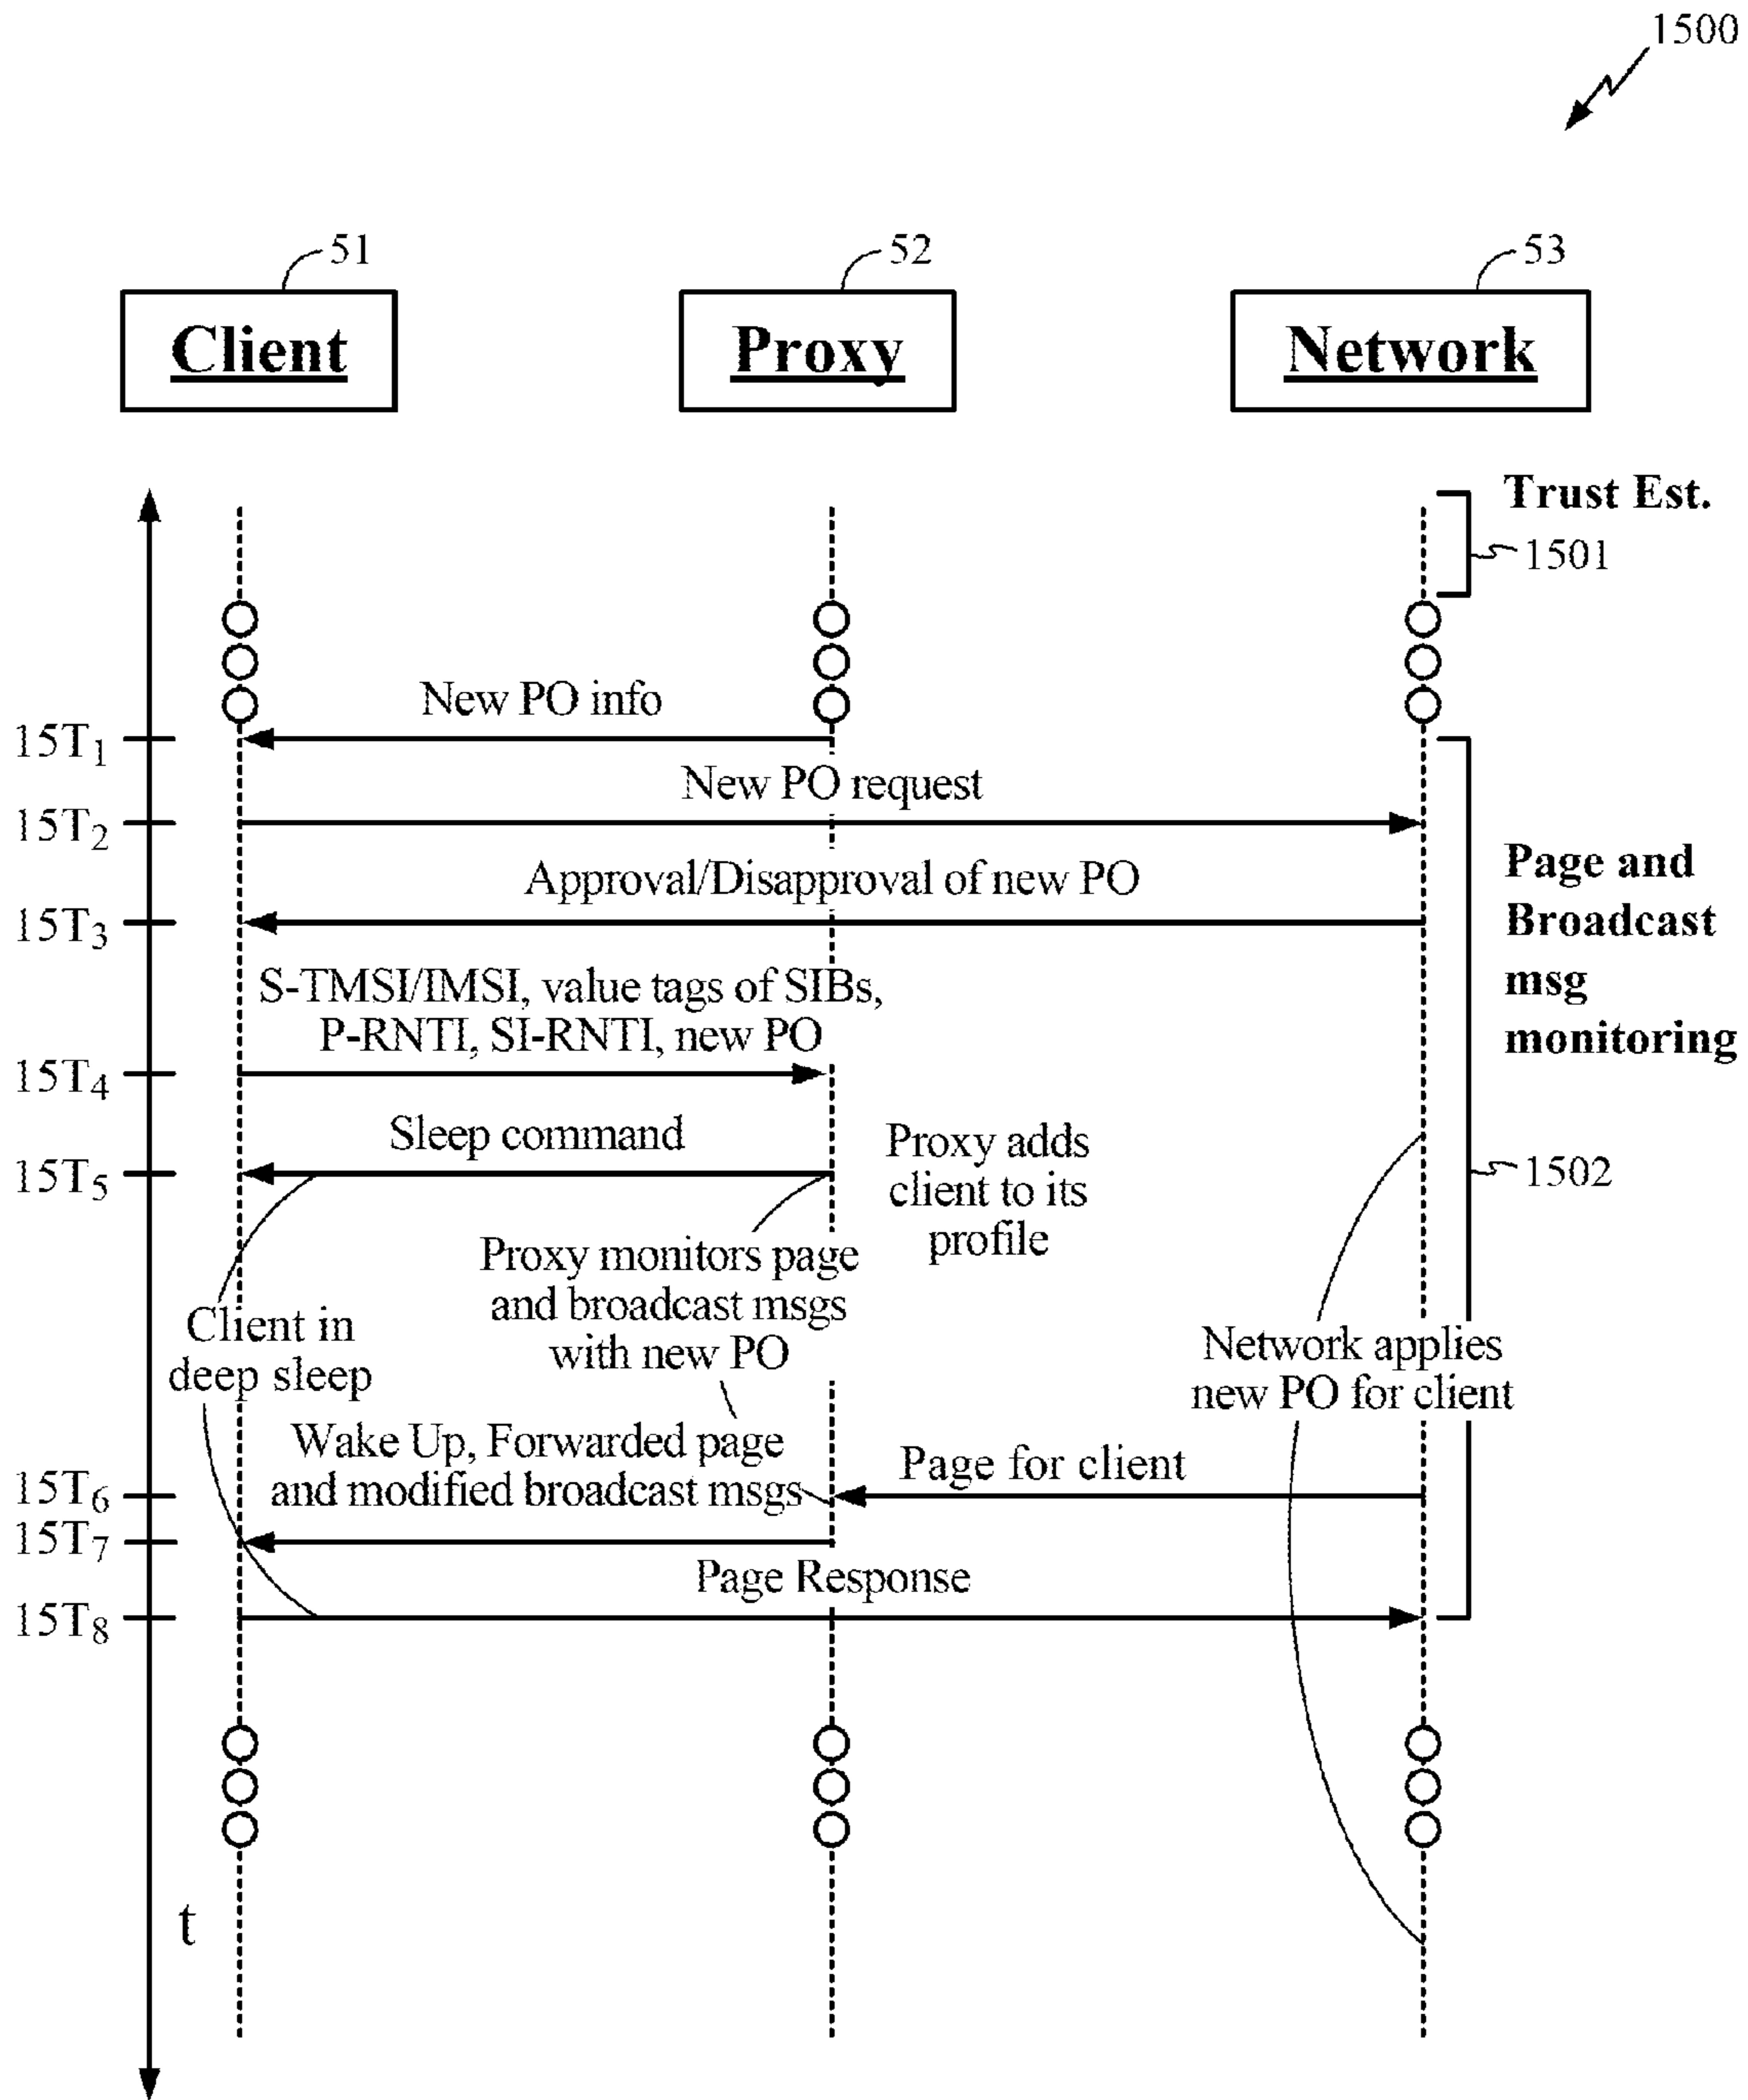 1500
51
52
53
Client
Proxy
Network
Trust Est.
1501
New PO info
15T1
New PO request
15T2
Approval/Disapproval of new PO
15T3
Page and
Broadcast
msg
monitoring
S-TMSI/IMSI, value tags of SIBs,
P-RNTI, SI-RNTI, new PO
15T4
Sleep command
15T5
Proxy adds
client to its
profile
1502
Proxy monitors page
and broadcast msgs
with new PO
Client in
deep sleep
Network applies
new PO for client
Wake Up, Forwarded page
and modified broadcast msgs
Page for client
15T6
15T7
Page Response
15T8
t